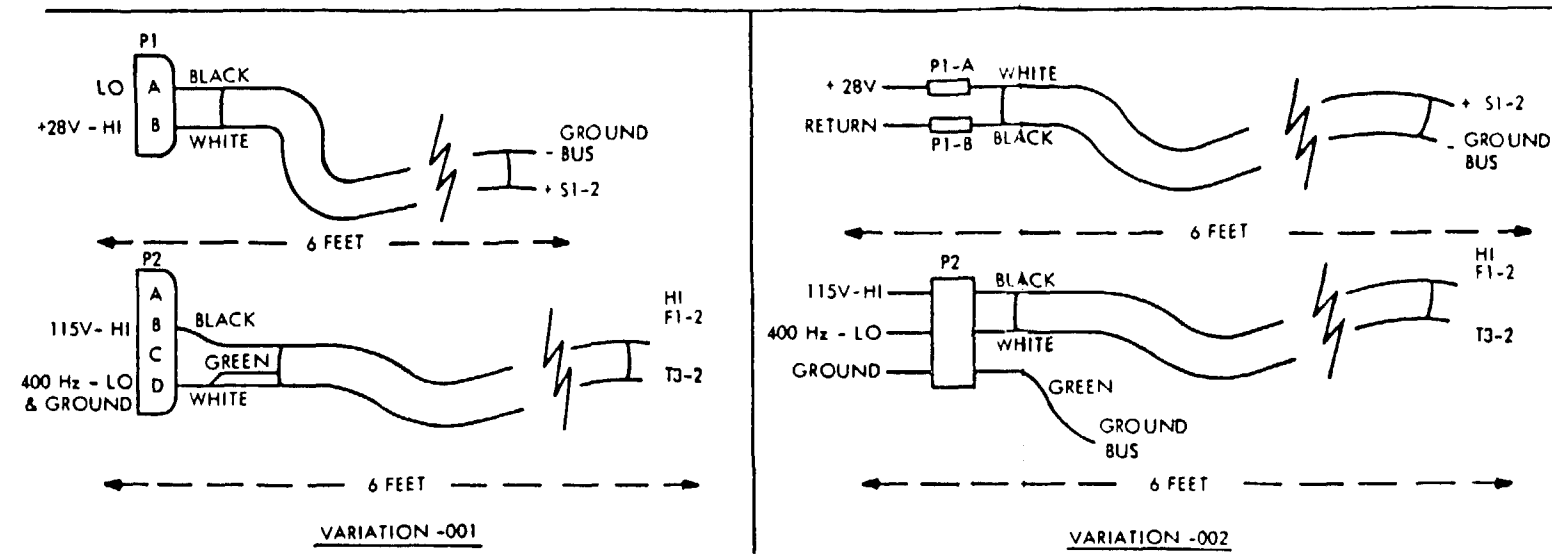 P1
LO
A
BLACK
+28V - HI
B
WHITE
GROUND
- BUS
+ S1-2
6 FEET
P2
A
115V- HI
B
BLACK
C
GREEN
400 Hz - LO
& GROUND
D
WHITE
HI
F1-2
T3-2
6 FEET
VARIATION -001
+ 28V
P1-A
WHITE
RETURN
P1-B
BLACK
+ S1-2
- GROUND
BUS
6 FEET
P2
115V-HI
BLACK
400 Hz - LO
WHITE
GROUND
GREEN
GROUND
BUS
HI
F1-2
T3-2
6 FEET
VARIATION -002